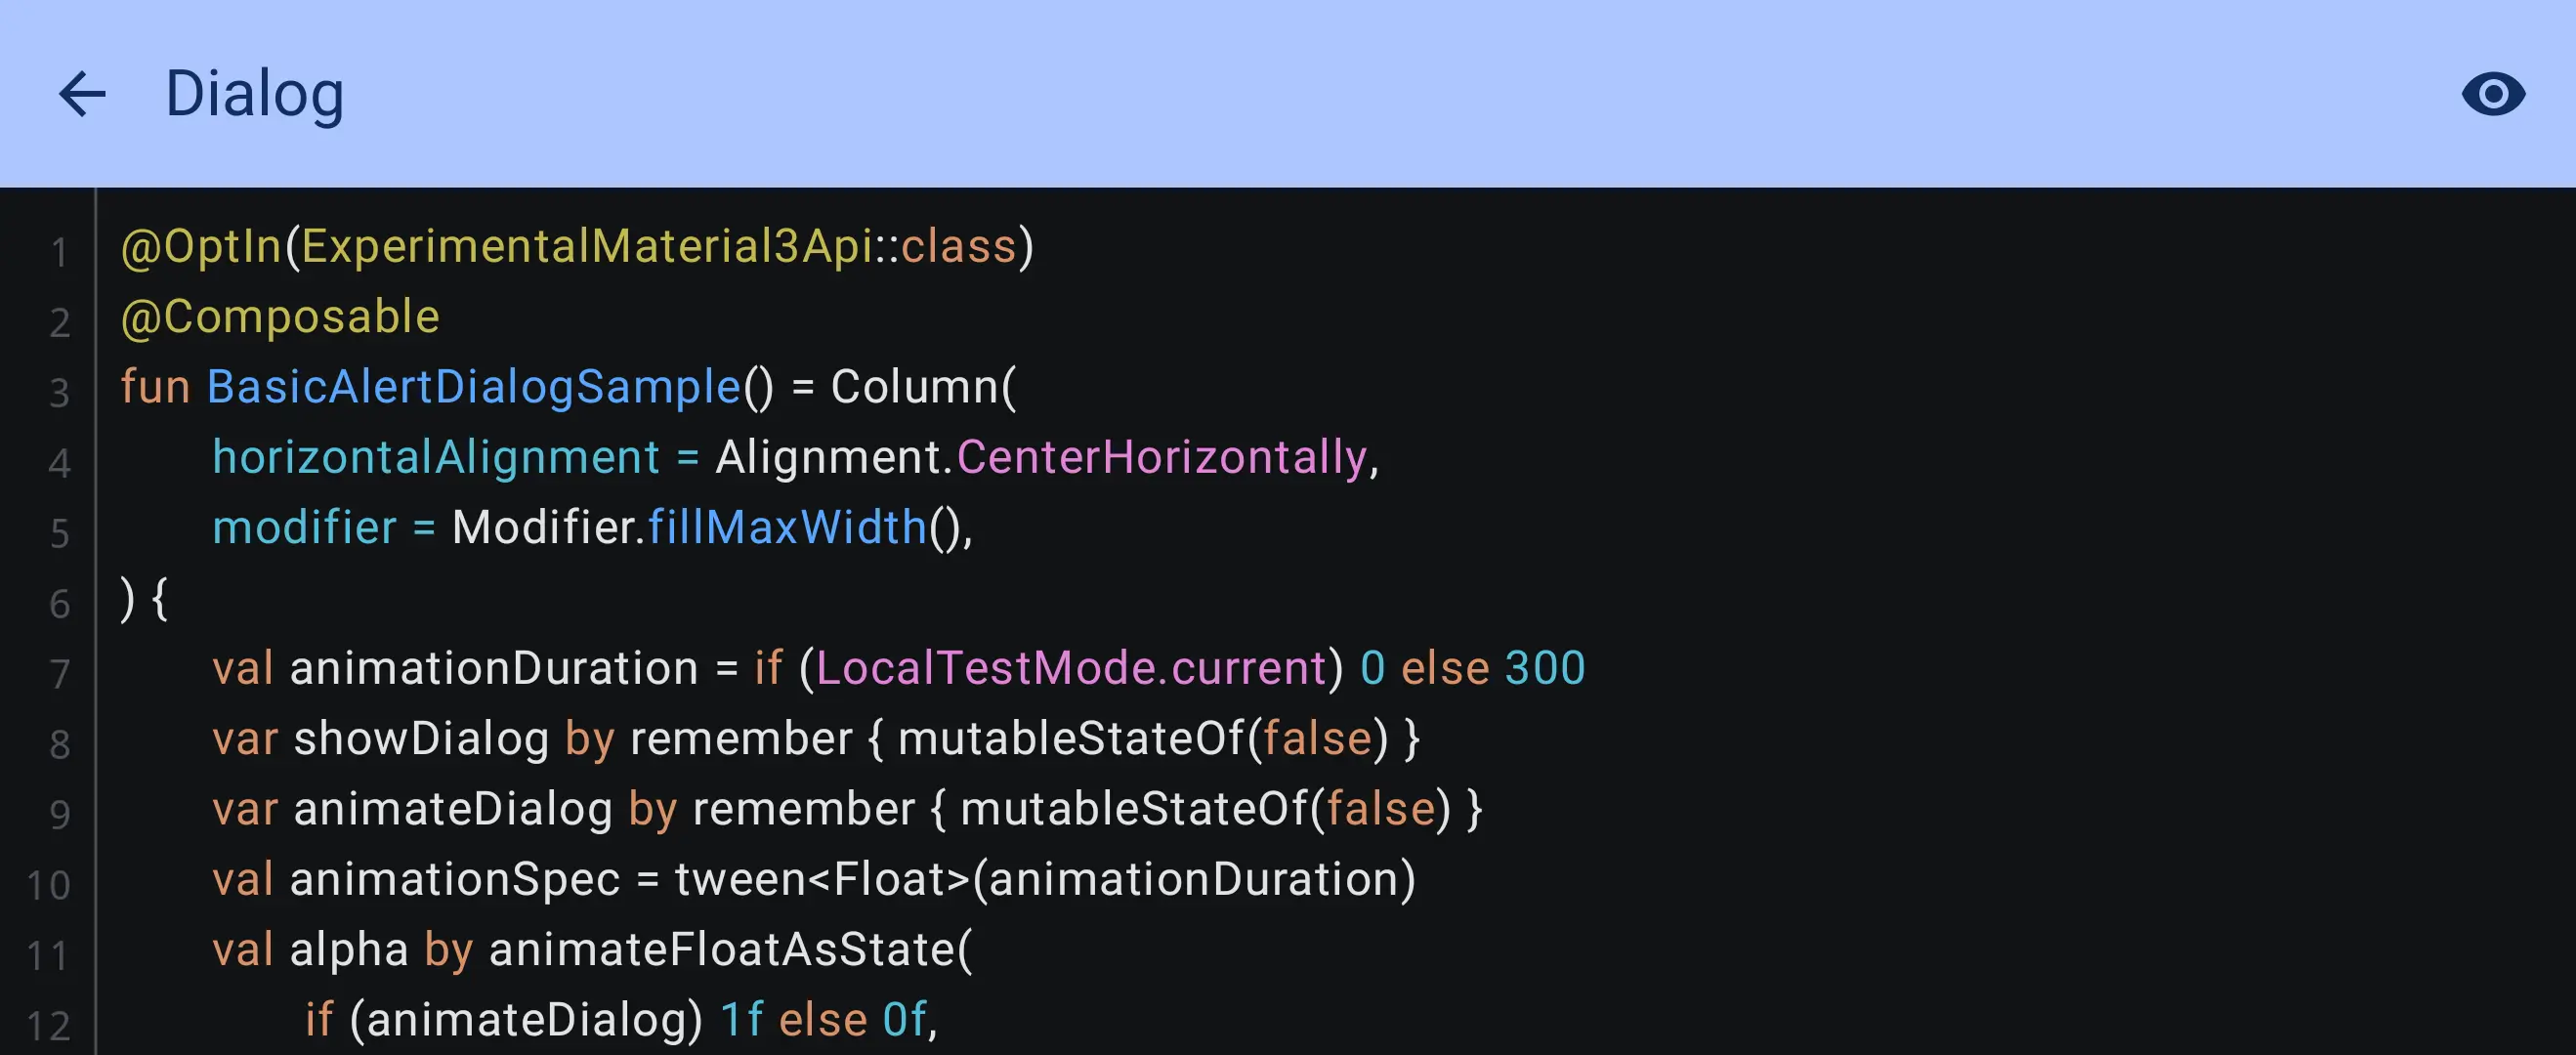 Dialog
1 @OptIn(ExperimentalMaterial3Api::class)
2 @Composable
3 fun BasicAlertDialogSample() = Column(
4 horizontalAlignment = Alignment.CenterHorizontally,
5 modifier = Modifier.fillMaxWidth(),
6 ) {
7 val animationDuration = if (LocalTestMode.current) 0 else 300
8 var showDialog by remember { mutableStateOf(false) }
9 var animateDialog by remember { mutableStateOf(false) }
10 val animationSpec = tween<Float>(animationDuration)
11 val alpha by animateFloatAsState(
12 if (animateDialog) 1f else 0f,